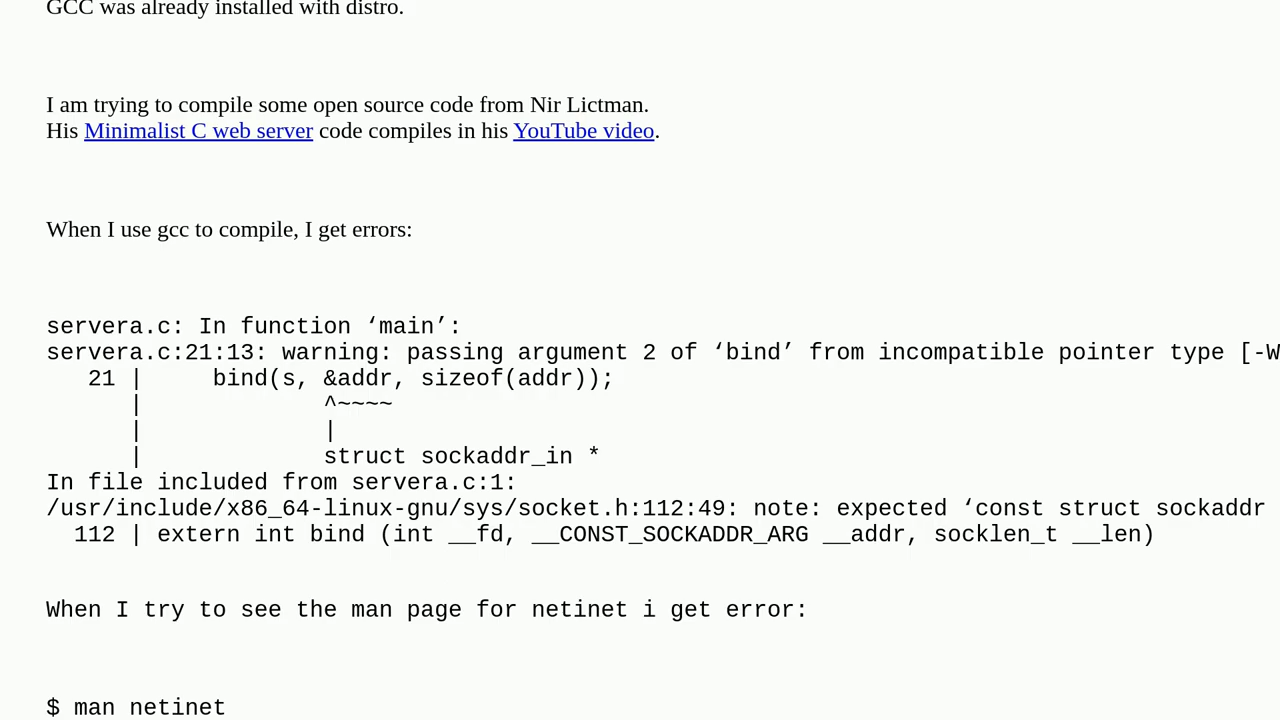 GCC was already installed with distro.
I am trying to compile some open source code from Nir Lictman.
His Minimalist C web server code compiles in his YouTube video.
When I use gcc to compile, I get errors:
servera.c: In function ‘main’:
servera.c:21:13: warning: passing argument 2 of ‘bind’ from incompatible pointer type [-W
   21 |     bind(s, &addr, sizeof(addr));
      |             ^~~~~
      |             |
      |             struct sockaddr_in *
In file included from servera.c:1:
/usr/include/x86_64-linux-gnu/sys/socket.h:112:49: note: expected ‘const struct sockaddr
  112 | extern int bind (int __fd, __CONST_SOCKADDR_ARG __addr, socklen_t __len)
When I try to see the man page for netinet i get error:
$ man netinet